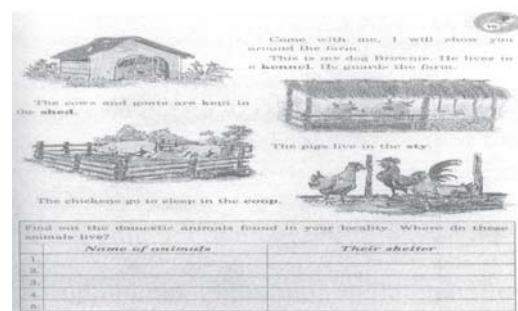 Come with me, I will show you
around the farm.
This is my dog Brownie. He lives in
a kennel. He guards the farm.
The cows and goats are kept in
the shed.
The pigs live in the sty.
The chickens go to sleep in the coop.
Find out the domestic animals found in your locality. Where do these
animals live?
Name of animals Their shelter
1.
2.
3.
4.
5.